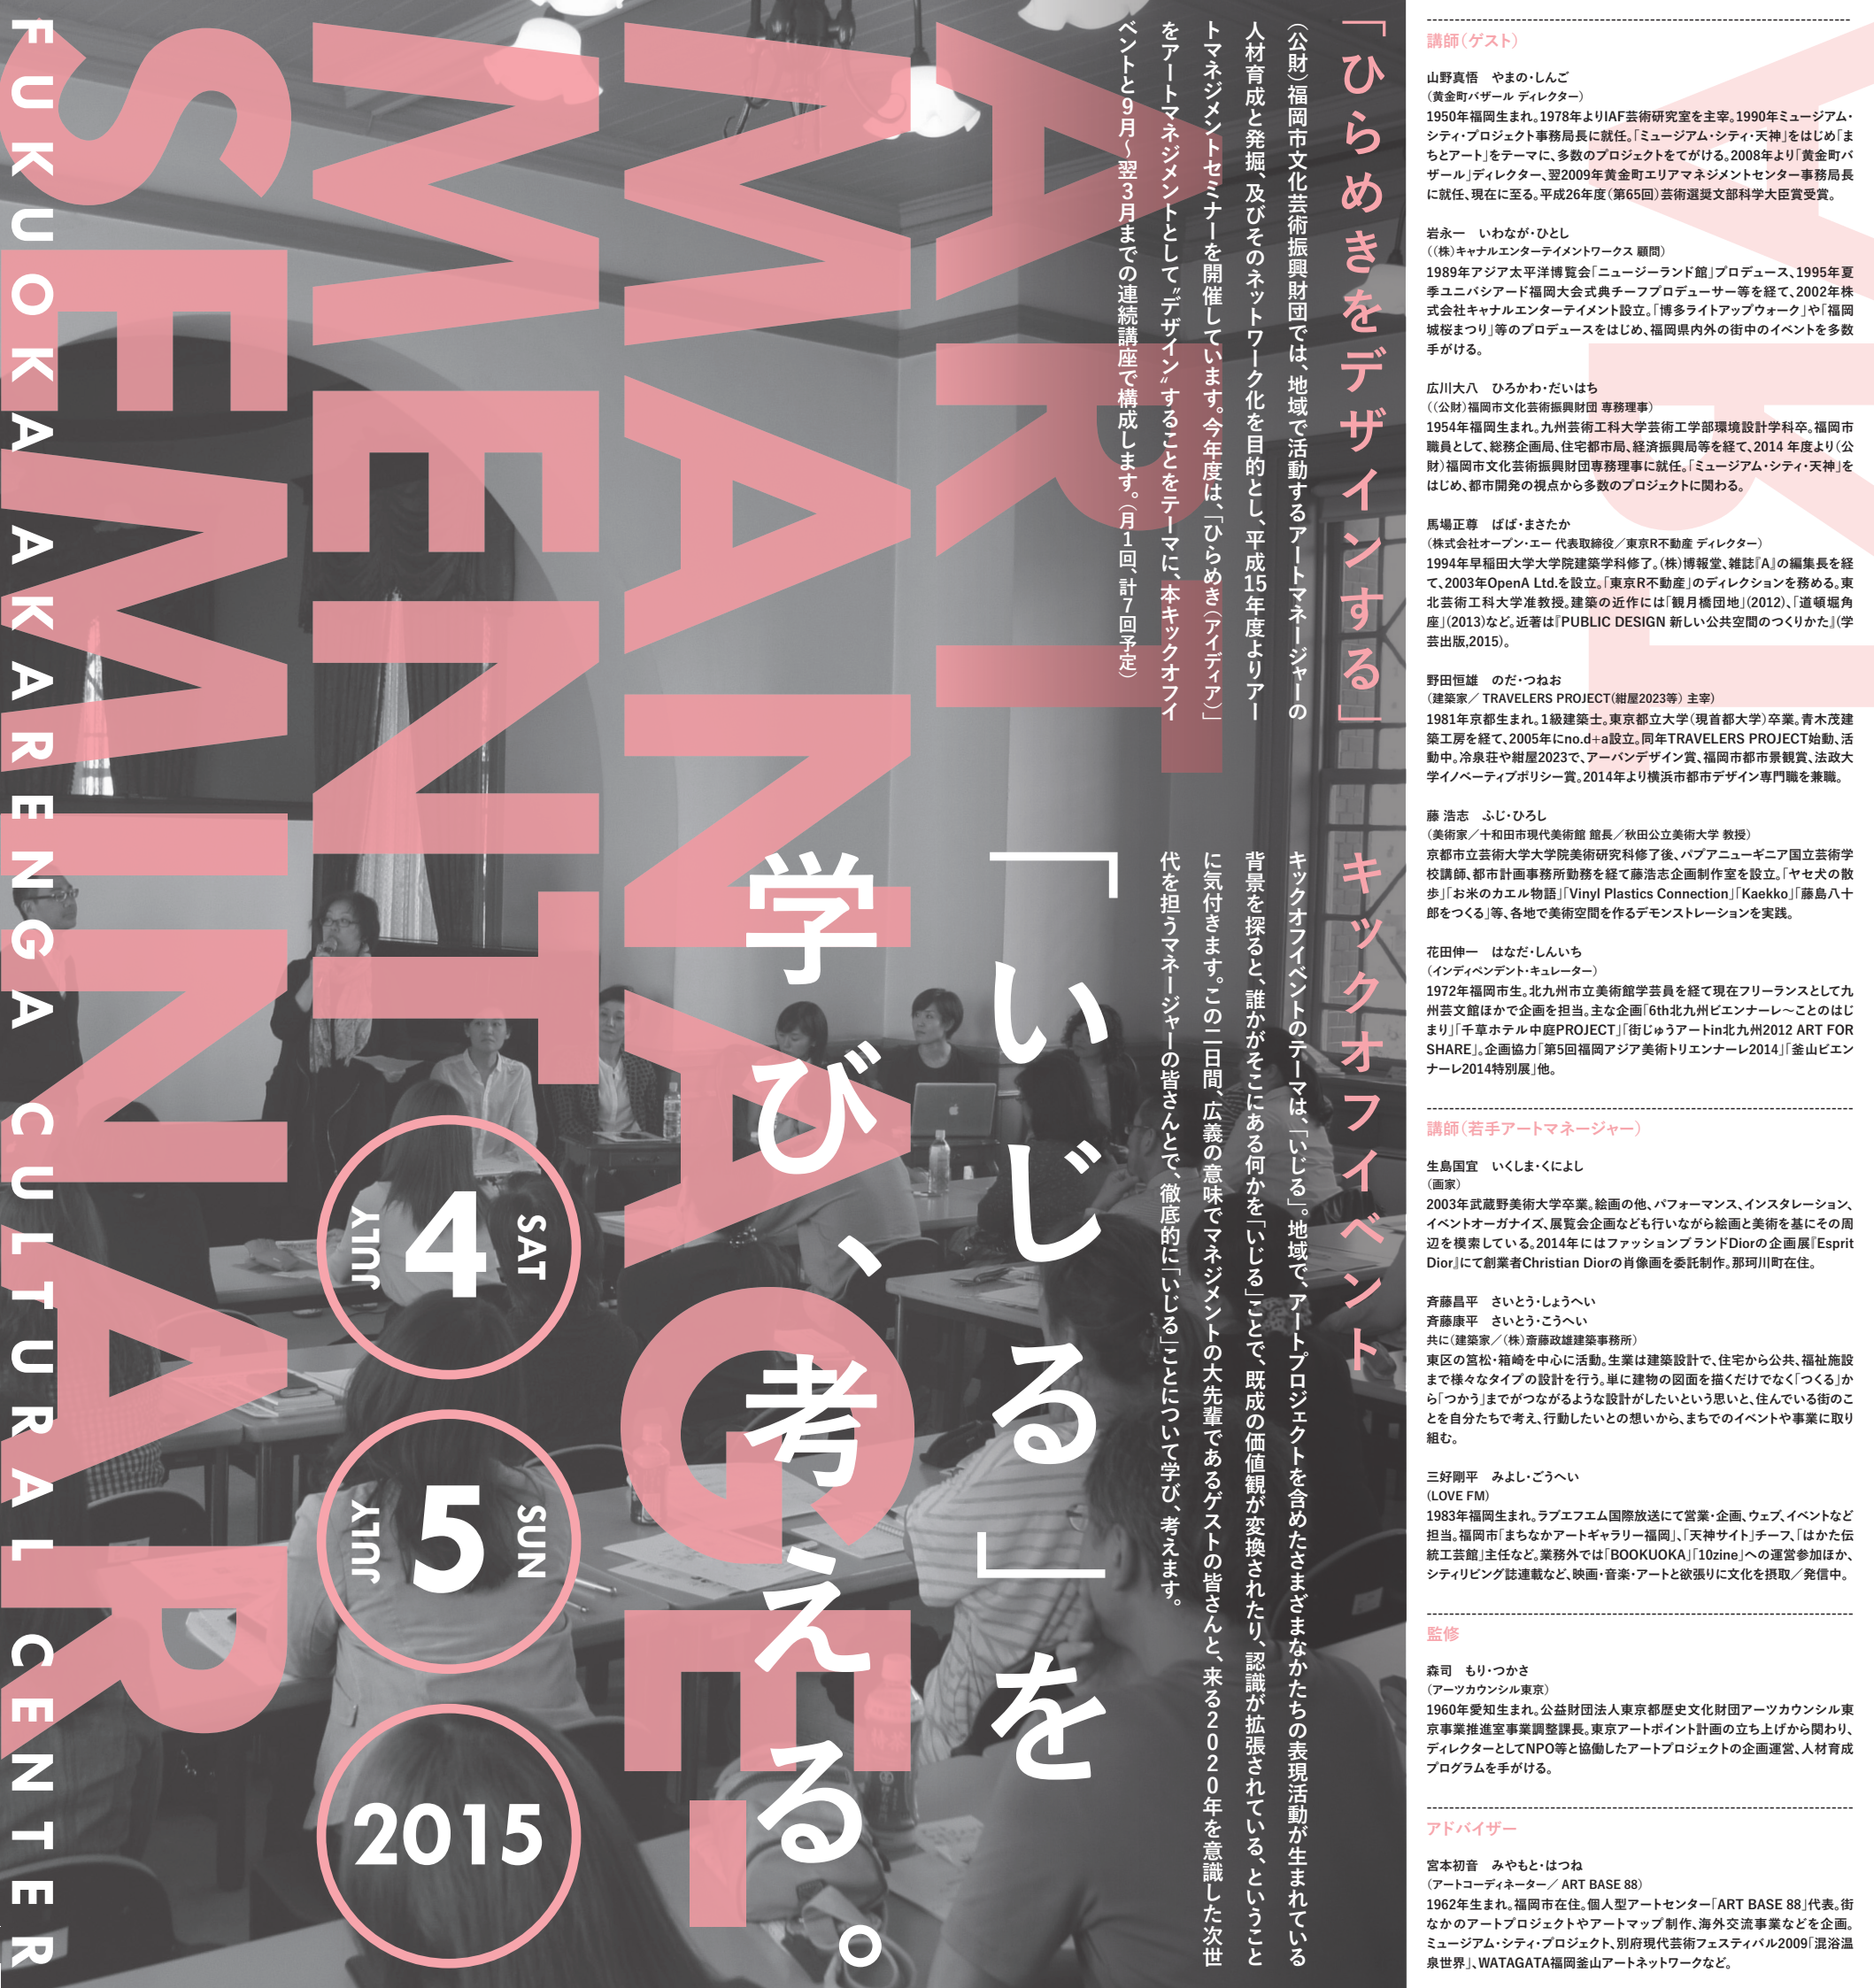 「ひらめきをデザインする」
（公財）福岡市文化芸術振興財団では、地域で活動するアートマネージャーの
人材育成と発掘、及びそのネットワーク化を目的とし、平成15年度よりアー
トマネジメントセミナーを開催しています。今年度は、「ひらめき（アイディア）」
をアートマネジメントとして〝デザイン〟することをテーマに、本キックオフイ
ベントと9月～翌3月までの連続講座で構成します。（月1回、計7回予定）
キックオフイベント
キックオフイベントのテーマは、「いじる」。地域で、アートプロジェクトを含めたさまざまなかたちの表現活動が生まれている
背景を探ると、誰かがそこにある何かを「いじる」ことで、既成の価値観が変換されたり、認識が拡張されている、ということ
に気付きます。この二日間、広義の意味でマネジメントの大先輩であるゲストの皆さんと、来る2020年を意識した次世
代を担うマネージャーの皆さんとで、徹底的に「いじる」ことについて学び、考えます。
「いじる」を
学び、考える。
ART
MANAGE-
MENT
SEMINAR
FUKUOKA AKARENGA CULTURAL CENTER
JULY 4 SAT
JULY 5 SUN
2015
ART
講師（ゲスト）
山野真悟　やまの・しんご
（黄金町バザール ディレクター）
1950年福岡生まれ。1978年よりIAF芸術研究室を主宰。1990年ミュージアム・
シティ・プロジェクト事務局長に就任。「ミュージアム・シティ・天神」をはじめ「ま
ちとアート」をテーマに、多数のプロジェクトをてがける。2008年より「黄金町バ
ザール」ディレクター、翌2009年黄金町エリアマネジメントセンター事務局長
に就任、現在に至る。平成26年度（第65回）芸術選奨文部科学大臣賞受賞。
岩永一　いわなが・ひとし
（（株）キャナルエンターテイメントワークス 顧問）
1989年アジア太平洋博覧会「ニュージーランド館」プロデュース、1995年夏
季ユニバシアード福岡大会式典チーフプロデューサー等を経て、2002年株
式会社キャナルエンターテイメント設立。「博多ライトアップウォーク」や「福岡
城桜まつり」等のプロデュースをはじめ、福岡県内外の街中のイベントを多数
手がける。
広川大八　ひろかわ・だいはち
（（公財）福岡市文化芸術振興財団 専務理事）
1954年福岡生まれ。九州芸術工科大学芸術工学部環境設計学科卒。福岡市
職員として、総務企画局、住宅都市局、経済振興局等を経て、2014 年度より（公
財）福岡市文化芸術振興財団専務理事に就任。「ミュージアム・シティ・天神」を
はじめ、都市開発の視点から多数のプロジェクトに関わる。
馬場正尊　ばば・まさたか
（株式会社オープン・エー 代表取締役／東京R不動産 ディレクター）
1994年早稲田大学大学院建築学科修了。（株）博報堂、雑誌『A』の編集長を経
て、2003年OpenA Ltd.を設立。「東京R不動産」のディレクションを務める。東
北芸術工科大学准教授。建築の近作には「観月橋団地」(2012)、「道頓堀角
座」(2013)など。近著は『PUBLIC DESIGN 新しい公共空間のつくりかた』(学
芸出版,2015)。
野田恒雄　のだ・つねお
（建築家／ TRAVELERS PROJECT(紺屋2023等) 主宰）
1981年京都生まれ。1級建築士。東京都立大学（現首都大学）卒業。青木茂建
築工房を経て、2005年にno.d+a設立。同年TRAVELERS PROJECT始動、活
動中。冷泉荘や紺屋2023で、アーバンデザイン賞、福岡市都市景観賞、法政大
学イノベーティブポリシー賞。2014年より横浜市都市デザイン専門職を兼職。
藤 浩志　ふじ・ひろし
（美術家／十和田市現代美術館 館長／秋田公立美術大学 教授）
京都市立芸術大学大学院美術研究科修了後、パプアニューギニア国立芸術学
校講師、都市計画事務所勤務を経て藤浩志企画制作室を設立。「ヤセ犬の散
歩」「お米のカエル物語」「Vinyl Plastics Connection」「Kaekko」「藤島八十
郎をつくる」等、各地で美術空間を作るデモンストレーションを実践。
花田伸一　はなだ・しんいち
（インディペンデント・キュレーター）
1972年福岡市生。北九州市立美術館学芸員を経て現在フリーランスとして九
州芸文館ほかで企画を担当。主な企画「6th北九州ビエンナーレ～ことのはじ
まり」「千草ホテル中庭PROJECT」「街じゅうアートin北九州2012 ART FOR
SHARE」。企画協力「第5回福岡アジア美術トリエンナーレ2014」「釜山ビエン
ナーレ2014特別展」他。
講師（若手アートマネージャー）
生島国宜　いくしま・くによし
（画家）
2003年武蔵野美術大学卒業。絵画の他、パフォーマンス、インスタレーション、
イベントオーガナイズ、展覧会企画なども行いながら絵画と美術を基にその周
辺を模索している。2014年にはファッションブランドDiorの企画展『Esprit
Dior』にて創業者Christian Diorの肖像画を委託制作。那珂川町在住。
斉藤昌平　さいとう・しょうへい
斉藤康平　さいとう・こうへい
共に（建築家／（株）斎藤政雄建築事務所）
東区の筥松・箱崎を中心に活動。生業は建築設計で、住宅から公共、福祉施設
まで様々なタイプの設計を行う。単に建物の図面を描くだけでなく「つくる」か
ら「つかう」までがつながるような設計がしたいという思いと、住んでいる街のこ
とを自分たちで考え、行動したいとの想いから、まちでのイベントや事業に取り
組む。
三好剛平　みよし・ごうへい
(LOVE FM)
1983年福岡生まれ。ラブエフエム国際放送にて営業・企画、ウェブ、イベントなど
担当。福岡市「まちなかアートギャラリー福岡」、「天神サイト」チーフ、「はかた伝
統工芸館」主任など。業務外では「BOOKUOKA」「10zine」への運営参加ほか、
シティリビング誌連載など、映画・音楽・アートと欲張りに文化を摂取／発信中。
監修
森司　もり・つかさ
（アーツカウンシル東京）
1960年愛知生まれ。公益財団法人東京都歴史文化財団アーツカウンシル東
京事業推進室事業調整課長。東京アートポイント計画の立ち上げから関わり、
ディレクターとしてNPO等と協働したアートプロジェクトの企画運営、人材育成
プログラムを手がける。
アドバイザー
宮本初音　みやもと・はつね
（アートコーディネーター／ ART BASE 88）
1962年生まれ。福岡市在住。個人型アートセンター「ART BASE 88」代表。街
なかのアートプロジェクトやアートマップ制作、海外交流事業などを企画。
ミュージアム・シティ・プロジェクト、別府現代芸術フェスティバル2009「混浴温
泉世界」、WATAGATA福岡釜山アートネットワークなど。